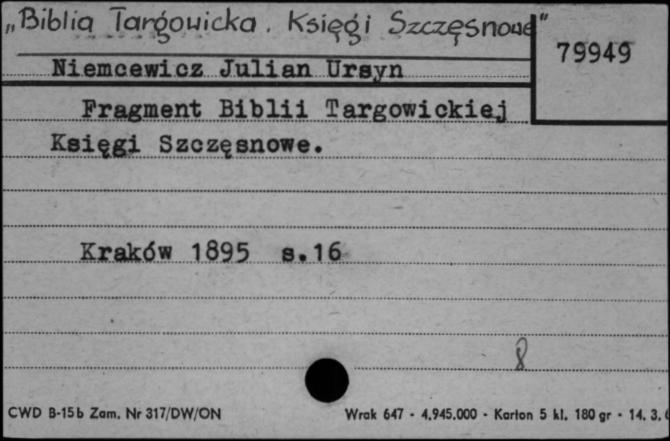 „Biblia Targowicka. Księgi Szczęsnowe"
79949
Niemcewicz Julian Ursyn
Fragment Biblii Targowickiej
Księgi Szczęsnowe.
Kraków 1895 s.16
8
CWD B-15b Zam. Nr 317/DW/ON
Wrak 647 - 4.945.000 - Karton 5 kl. 180 gr - 14. 3.